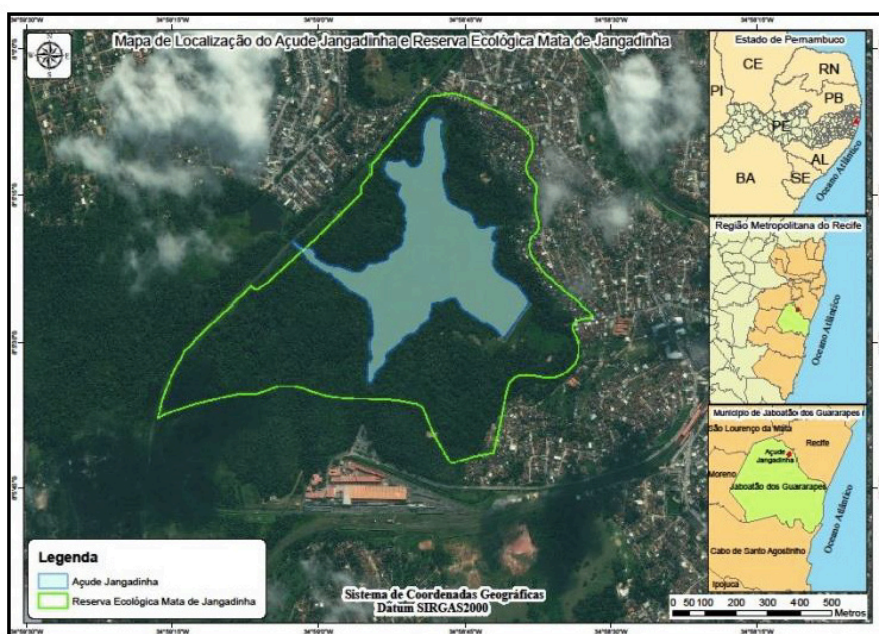 Mapa de Localização do Açude Jangadinha e Reserva Ecológica Mata de Jangadinha
Estado de Pernambuco
CE
RN
PI
PB
PE
AL
SE
BA
Oceano Atlântico
Região Metropolitana do Recife
Oceano Atlântico
Municipio de Jaboatão dos Guararapes
São Lourenço da Mata
Recife
Açude
Jangadinha
Moreno
Jaboatão dos Guararapes
Cabo de Santo Agostinho
Ipojuca
Oceano Atlântico
Legenda
Açude Jangadinha
Reserva Ecológica Mata de Jangadinha
Sistema de Coordenadas Geográficas
Datum SIRGAS2000
0 50 100 200 300 400 500
Metros